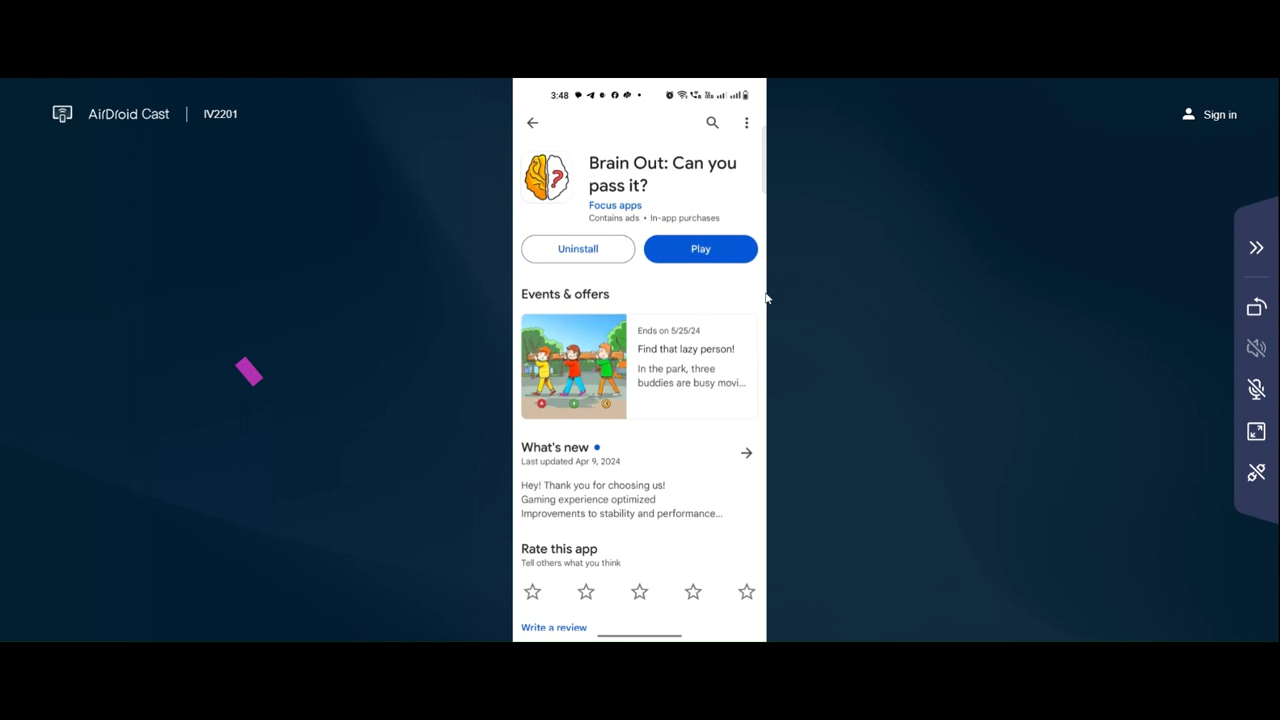 3:48
AirDroid Cast
IV2201
Sign in
Brain Out: Can you
pass it?
Focus apps
Contains ads • In-app purchases
Uninstall
Play
Events & offers
Ends on 5/25/24
Find that lazy person!
In the park, three
buddies are busy movi...
What's new
Last updated Apr 9, 2024
Hey! Thank you for choosing us!
Gaming experience optimized
Improvements to stability and performance...
Rate this app
Tell others what you think
Write a review